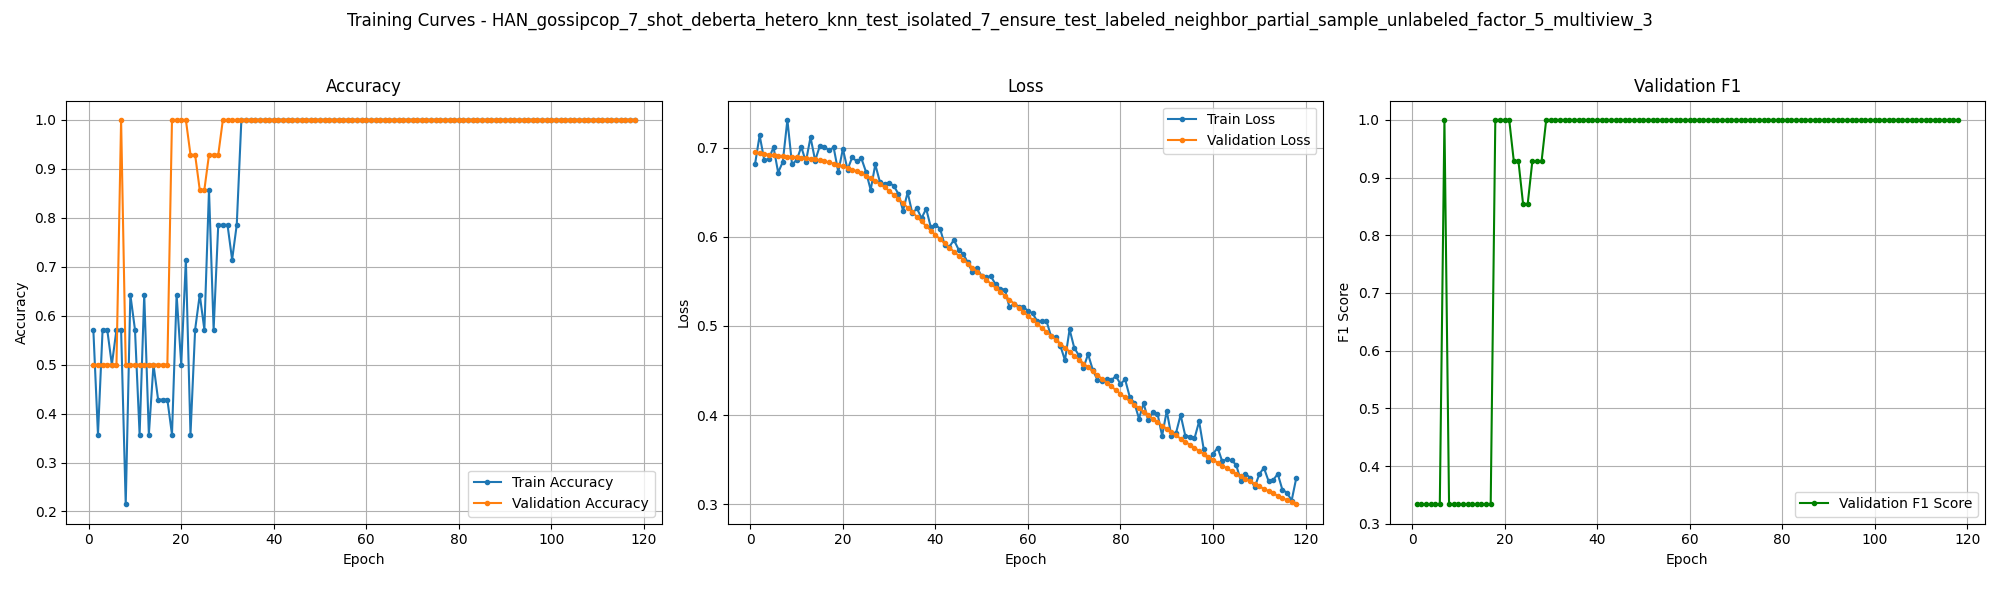 Training Curves - HAN_gossipcop_7_shot_deberta_hetero_knn_test_isolated_7_ensure_test_labeled_neighbor_partial_sample_unlabeled_factor_5_multiview_3
Accuracy
1.0
0.9
0.8
0.7
0.6
0.5
0.4
0.3
0.2
Accuracy
Train Accuracy
Validation Accuracy
0 20 40 60 80 100 120
Epoch
Loss
0.7
0.6
0.5
0.4
0.3
Loss
Train Loss
Validation Loss
0 20 40 60 80 100 120
Epoch
Validation F1
1.0
0.9
0.8
0.7
0.6
0.5
0.4
0.3
F1 Score
Validation F1 Score
0 20 40 60 80 100 120
Epoch